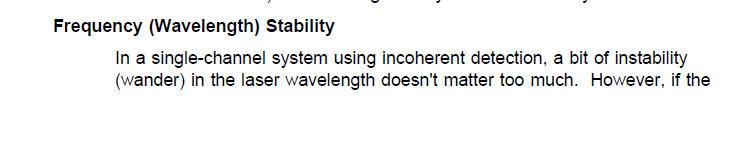 Frequency (Wavelength) Stability
In a single-channel system using incoherent detection, a bit of instability
(wander) in the laser wavelength doesn't matter too much. However, if the